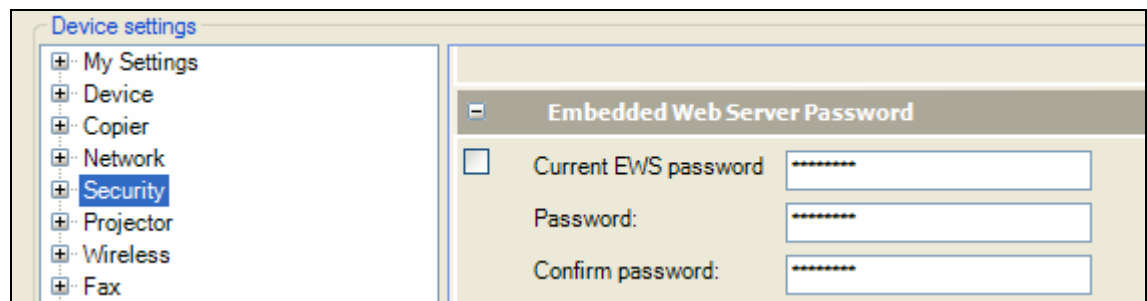 Device settings
My Settings
Device
Copier
Network
Security
Projector
Wireless
Fax
Embedded Web Server Password
Current EWS password ********
Password: ********
Confirm password: ********